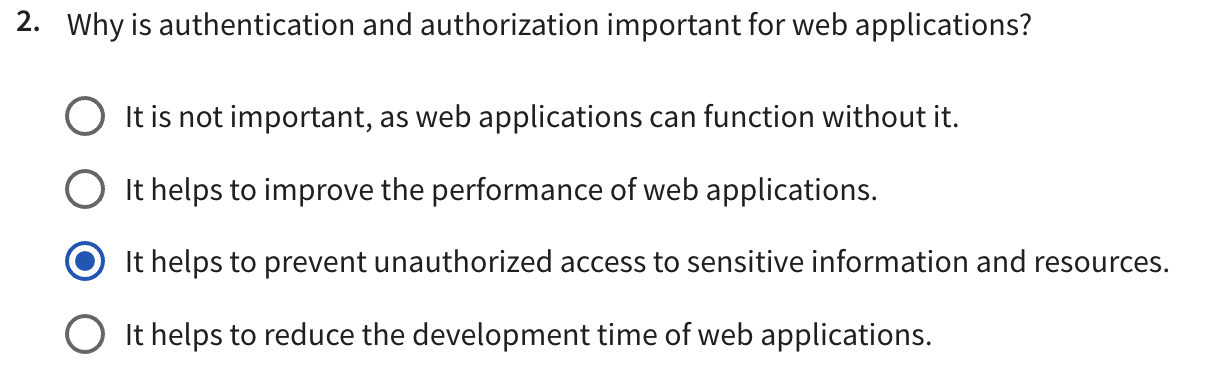 2. Why is authentication and authorization important for web applications?
It is not important, as web applications can function without it.
It helps to improve the performance of web applications.
It helps to prevent unauthorized access to sensitive information and resources.
It helps to reduce the development time of web applications.